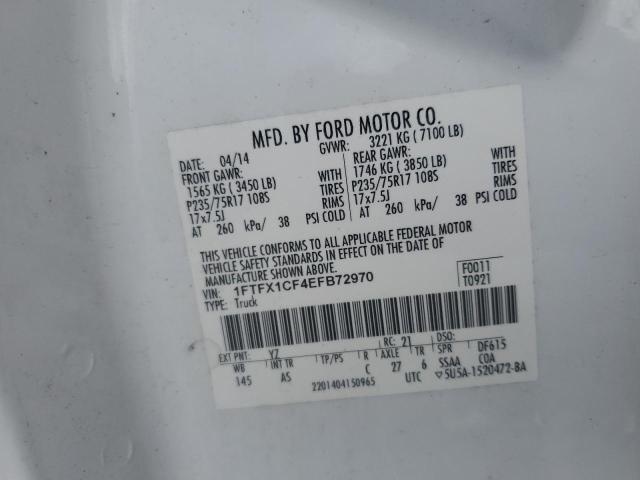 MFD. BY FORD MOTOR CO.
DATE: 04/14 GVWR: 3221 KG ( 7100 LB)
FRONT GAWR: WITH REAR GAWR: WITH
1565 KG ( 3450 LB) TIRES 1746 KG ( 3850 LB) TIRES
P235/75R17 108S RIMS P235/75R17 108S RIMS
17x7.5J 17x7.5J
AT 260 kPa/ 38 PSI COLD AT 260 kPa/ 38 PSI COLD
THIS VEHICLE CONFORMS TO ALL APPLICABLE FEDERAL MOTOR
VEHICLE SAFETY STANDARDS IN EFFECT ON THE DATE OF
MANUFACTURE SHOWN ABOVE.
VIN: 1FTFX1CF4EFB72970 F0011
TYPE: Truck T0921
EXT PNT: YZ RC: 21 DSO:
WB INT TR TP/PS R AXLE TR SPR DF615
145 AS C 27 6 SSAA COA
2201404150965 UTC ▽5U5A-1520472-BA